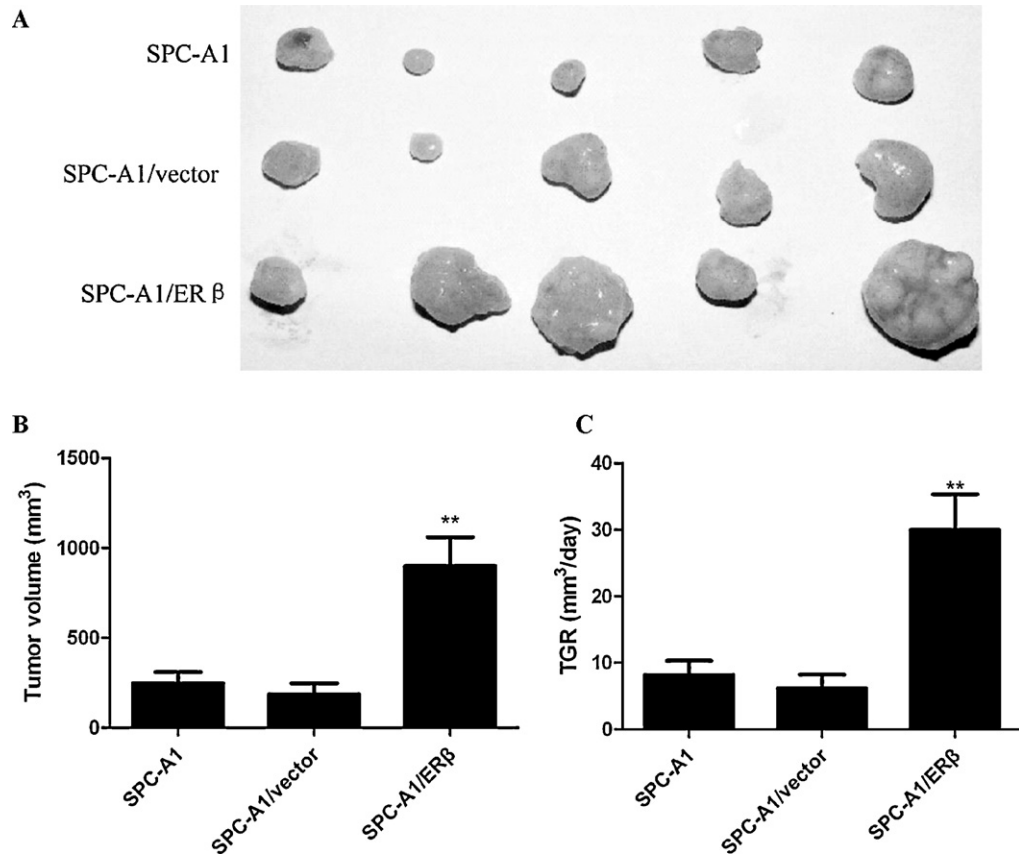 A
SPC-A1
SPC-A1/vector
SPC-A1/ER β
B
Tumor volume (mm³)
1500
1000
500
0
**
SPC-A1
SPC-A1/vector
SPC-A1/ERβ
C
TGR (mm³/day)
40
30
20
10
0
**
SPC-A1
SPC-A1/vector
SPC-A1/ERβ